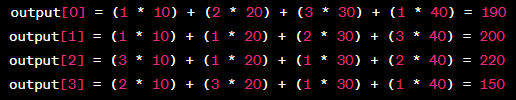 output[0] = (1 * 10) + (2 * 20) + (3 * 30) + (1 * 40) = 190
output[1] = (1 * 10) + (1 * 20) + (2 * 30) + (3 * 40) = 200
output[2] = (3 * 10) + (1 * 20) + (1 * 30) + (2 * 40) = 220
output[3] = (2 * 10) + (3 * 20) + (1 * 30) + (1 * 40) = 150